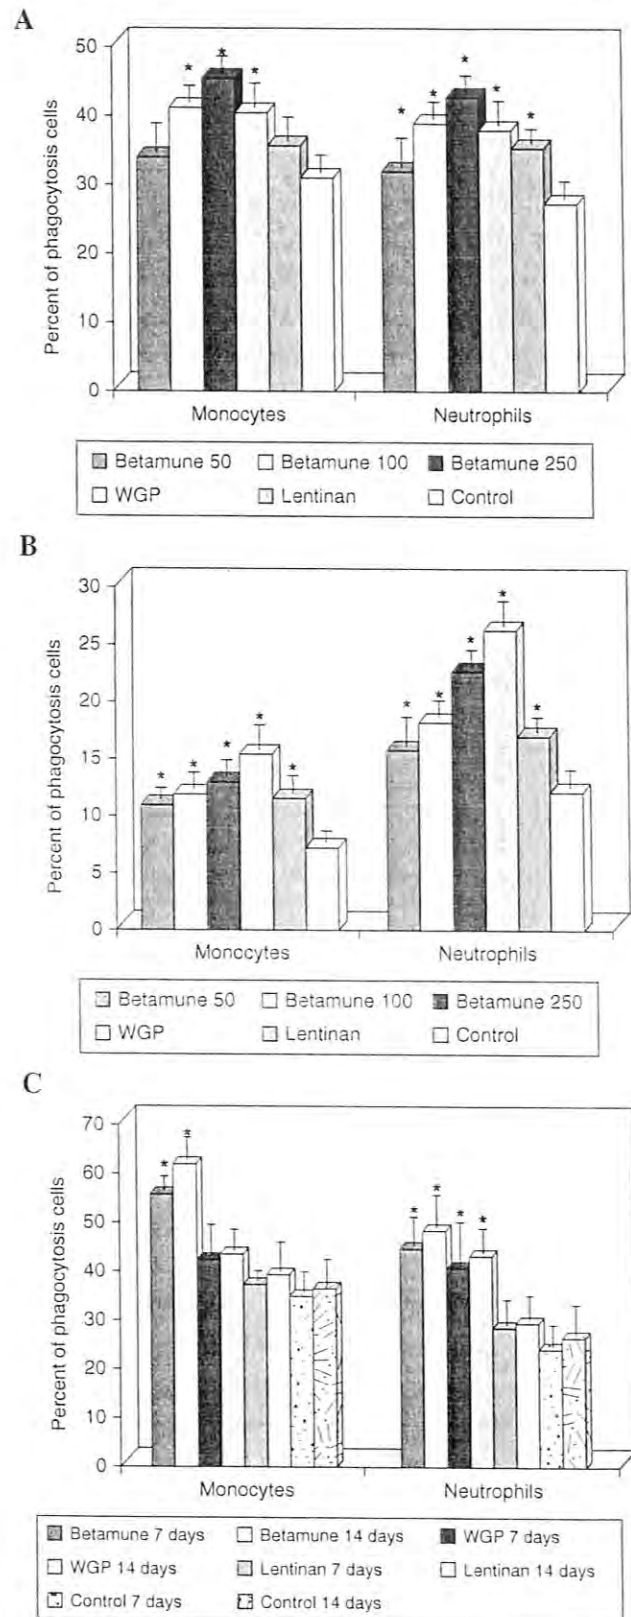 A
Percent of phagocytosis cells
50
40
30
20
10
0
* * * * * * * *
Monocytes Neutrophils
Betamune 50 Betamune 100 Betamune 250
WGP Lentinan Control
B
Percent of phagocytosis cells
30
25
20
15
10
5
0
* * * * * * * * * *
Monocytes Neutrophils
Betamune 50 Betamune 100 Betamune 250
WGP Lentinan Control
C
Percent of phagocytosis cells
70
60
50
40
30
20
10
0
* * * * * *
Monocytes Neutrophils
Betamune 7 days Betamune 14 days WGP 7 days
WGP 14 days Lentinan 7 days Lentinan 14 days
Control 7 days Control 14 days